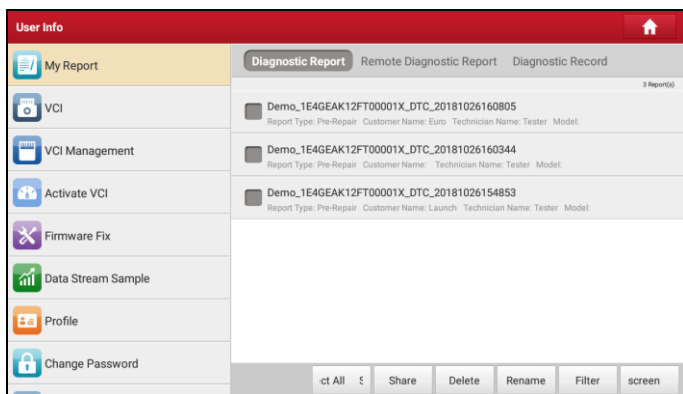 User Info
My Report
VCI
VCI Management
Activate VCI
Firmware Fix
Data Stream Sample
Profile
Change Password
Diagnostic Report Remote Diagnostic Report Diagnostic Record
3 Report(s)
Demo_1E4GEAK12FT00001X_DTC_20181026160805
Report Type: Pre-Repair Customer Name: Euro Technician Name: Tester Model:
Demo_1E4GEAK12FT00001X_DTC_20181026160344
Report Type: Pre-Repair Customer Name: Technician Name: Tester Model:
Demo_1E4GEAK12FT00001X_DTC_20181026154853
Report Type: Pre-Repair Customer Name: Launch Technician Name: Tester Model:
ct All S Share Delete Rename Filter screen